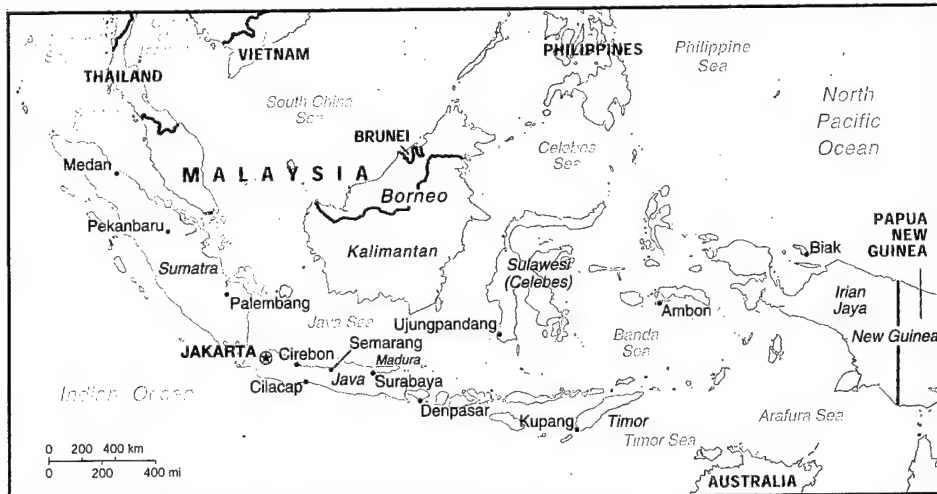 VIETNAM
THAILAND
PHILIPPINES
Philippine
Sea
South China
Sea
North
Pacific
Ocean
BRUNEI
Celebes
Sea
Medan
MALAYSIA
Borneo
Pekanbaru
Kalimantan
PAPUA
NEW
GUINEA
Biak
Sumatra
Sulawesi
(Celebes)
Irian
Jaya
Palembang
Ambon
Java Sea
Ujungpandang
Banda
Sea
New Guinea
Semarang
JAKARTA
Cirebon
Madura
Cilacap
Java
Surabaya
Indian Ocean
Denpasar
Kupang
Timor
Arafura Sea
Timor Sea
0 200 400 km
0 200 400 mi
AUSTRALIA